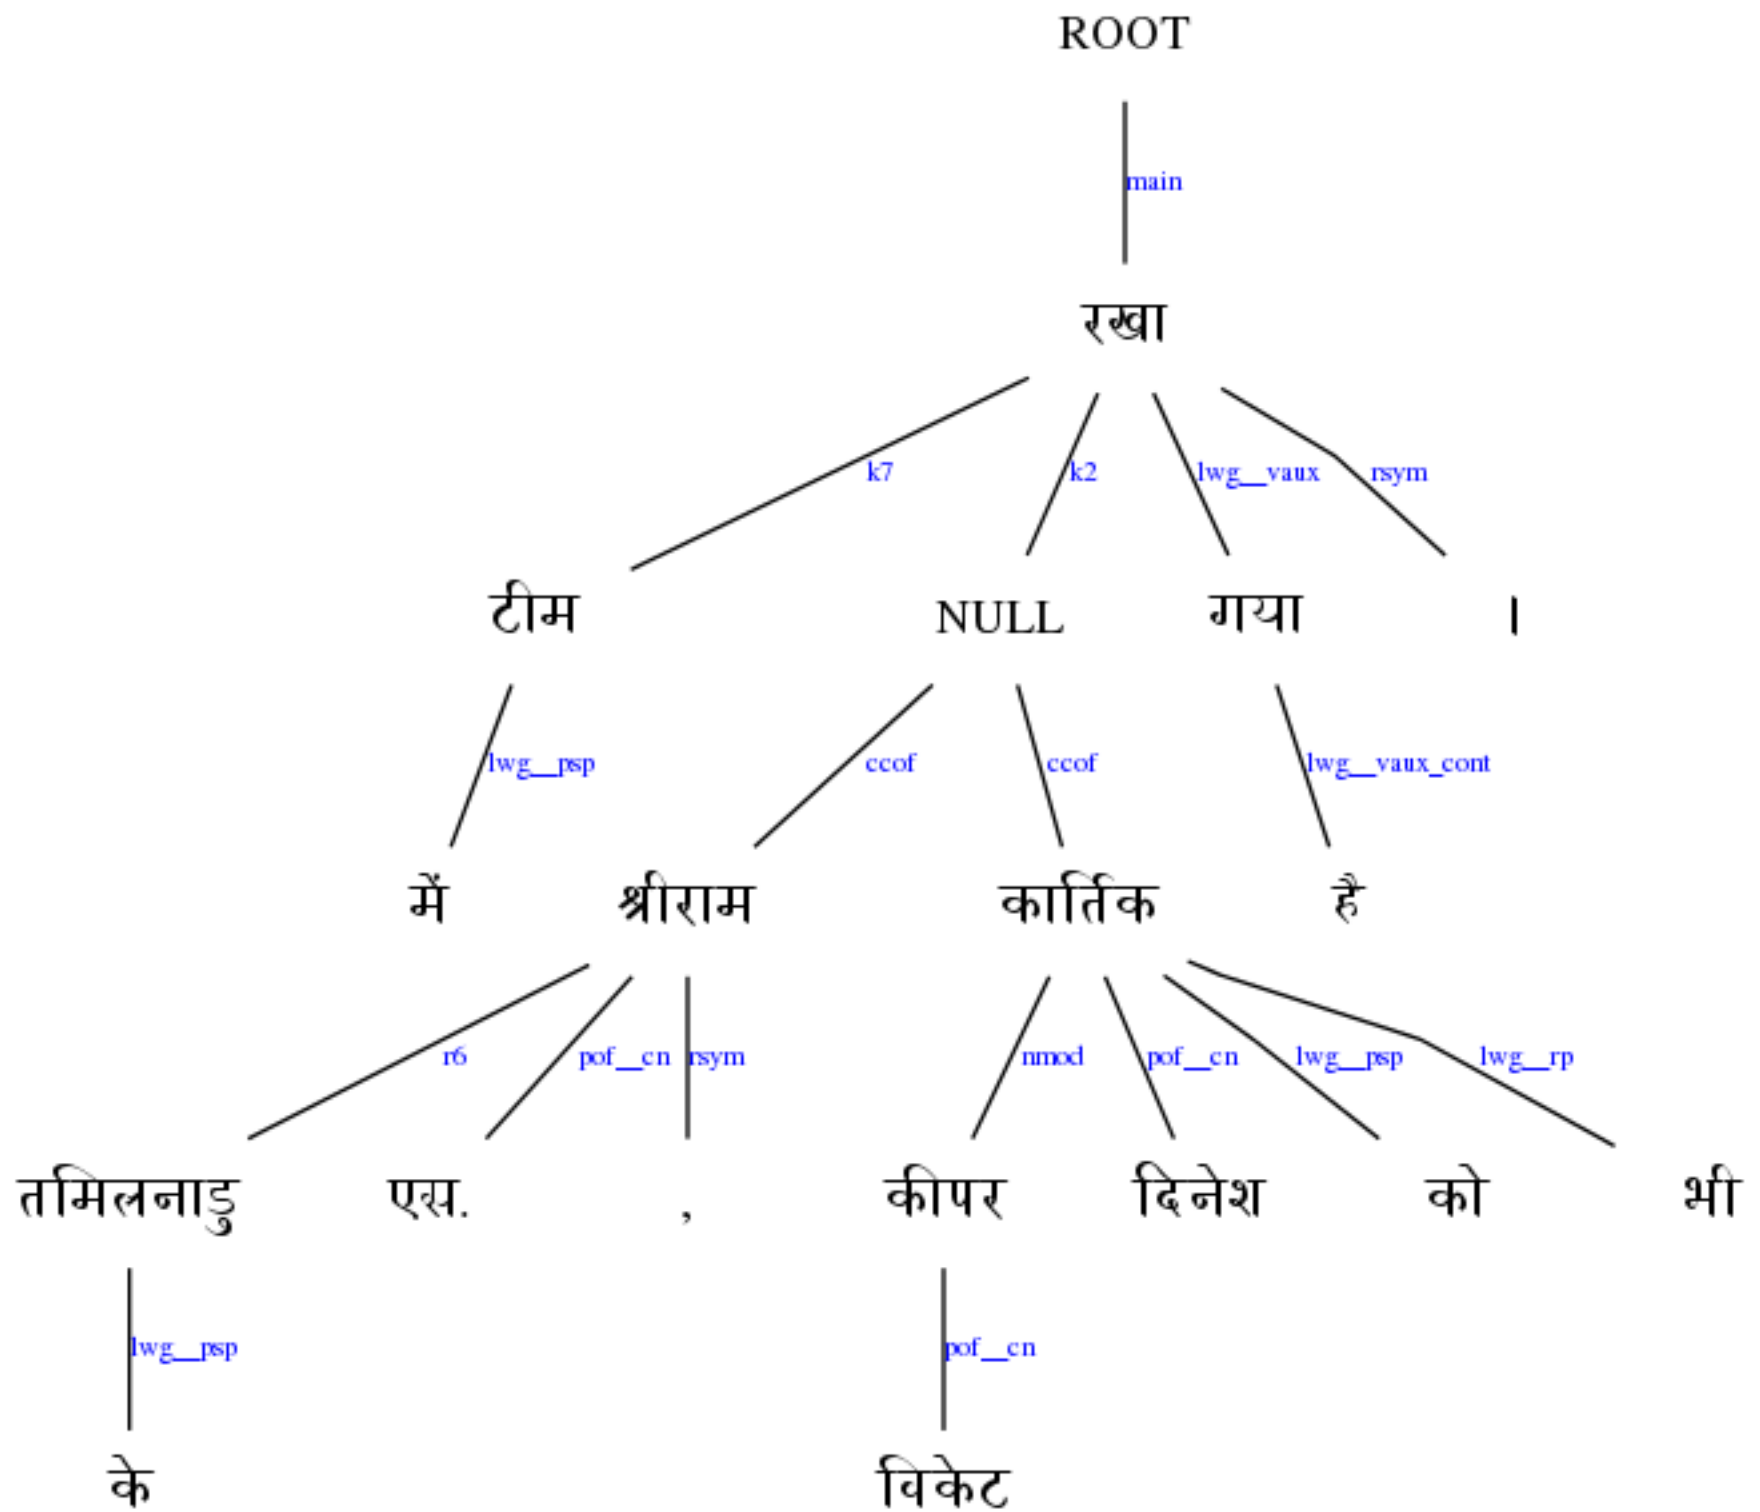 ROOT
main
रखा
k7 k2 lwg__vaux rsym
टीम NULL गया ।
lwg__psp ccof ccof lwg__vaux_cont
में श्रीराम कार्तिक है
r6 pof__cn rsym nmod pof__cn lwg__psp lwg__rp
तमिलनाडु एस. , कीपर दिनेश को भी
lwg__psp pof__cn
के विकेट